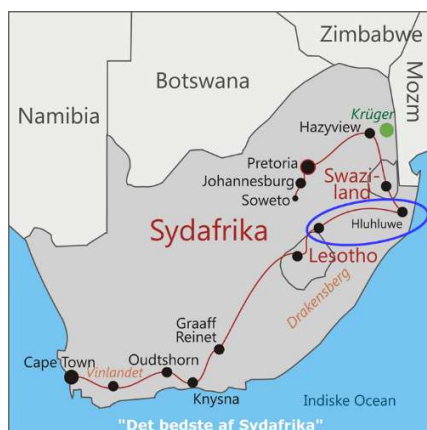 Zimbabwe
Botswana
Mozm
Namibia
Krüger
Hazyview
Pretoria
Johannesburg
Swazi-
land
Soweto
Hluhluwe
Sydafrika
Lesotho
Drakensberg
Graaff
Reinet
Cape Town
Vinlandet
Oudtshorn
Knysna
Indiske Ocean
"Det bedste af Sydafrika"